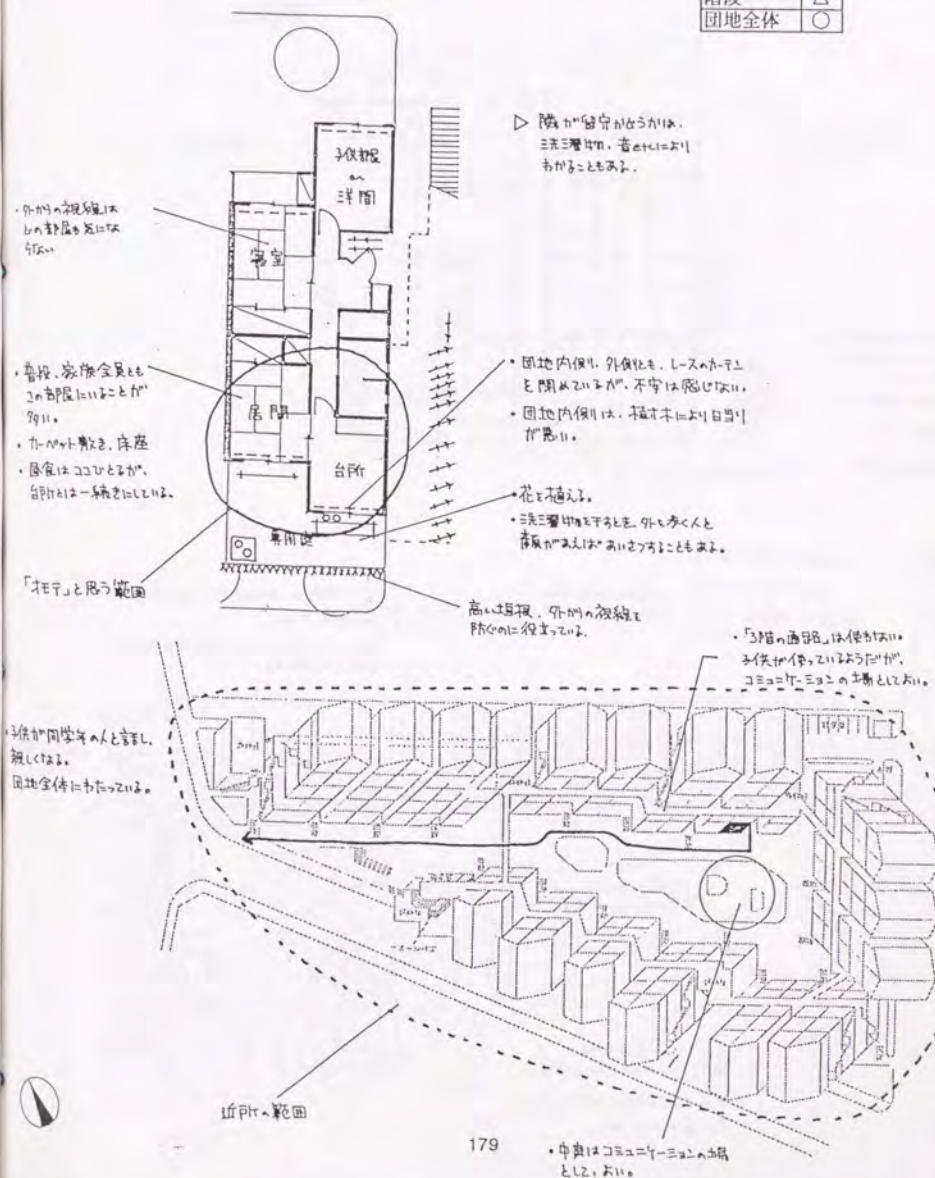 階段 △
団地全体 ○
▷ 隣が留守かどうかは、
洗濯物、音etcにより
わかることもある。
子供部屋
or
洋間
・外からの視線は
どの部屋も気にな
らない
寝室
・普段、家族全員とも
この部屋にいることが
多い。
・カーペット敷き、床座
・昼食はココでとるが、
台所とは一続きにしている。
居間
台所
専用庭
・団地内側、外側とも、レースのカーテン
を閉めているが、不安は感じない。
・団地内側は、植木により日当り
が悪い。
・花を植える。
・洗濯物を干すとき、外を歩く人と
顔があえばあいさつすることもある。
「オモテ」と思う範囲
高い垣根、外からの視線を
防ぐのに役立っている。
・「3階の通路」は使わない。
子供が使っているようだが、
コミュニケーションの場としてよい。
・子供が同学年の人と話し、
親しくなる。
団地全体にわたっている。
近所の範囲
・中庭はコミュニケーションの場
として、よい。
179